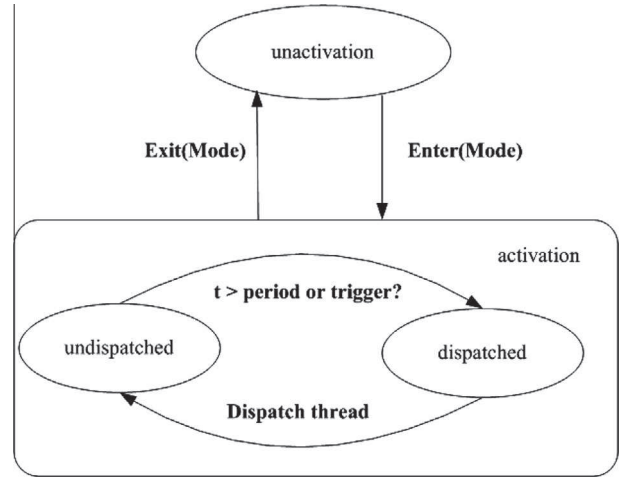 unactivation
Exit(Mode)
Enter(Mode)
activation
t > period or trigger?
undispatched
dispatched
Dispatch thread